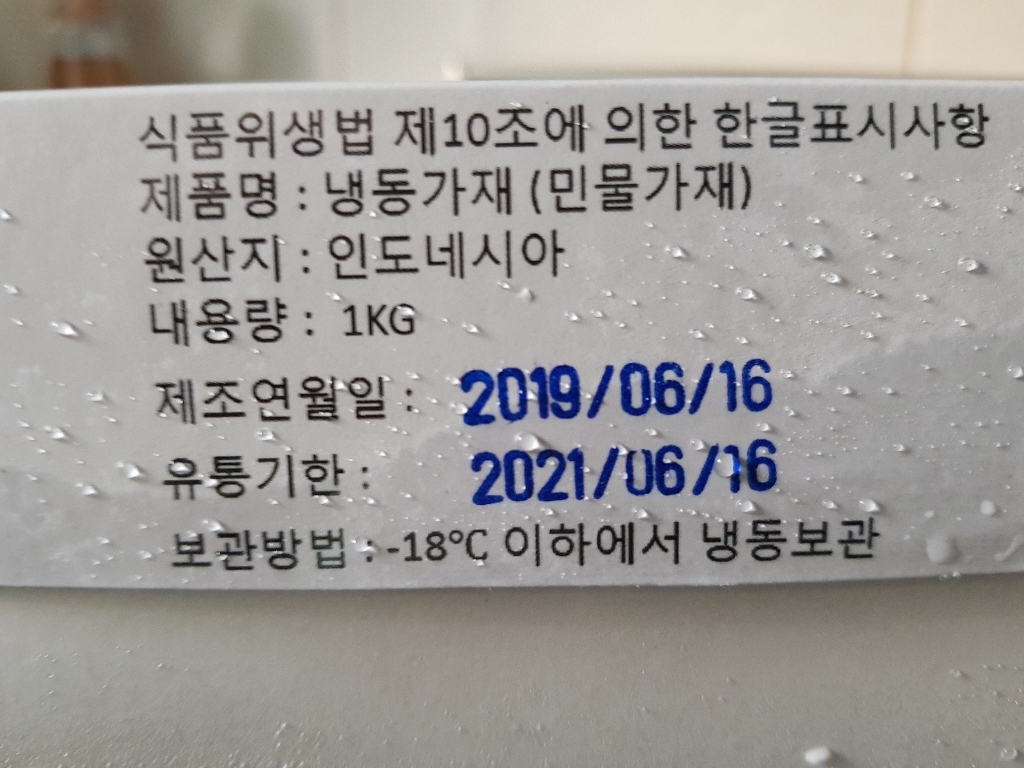 식품위생법 제10조에 의한 한글표시사항
제품명 : 냉동가재 (민물가재)
원산지 : 인도네시아
내용량 : 1KG
제조연월일 : 2019/06/16
유통기한 : 2021/06/16
보관방법 : -18℃ 이하에서 냉동보관